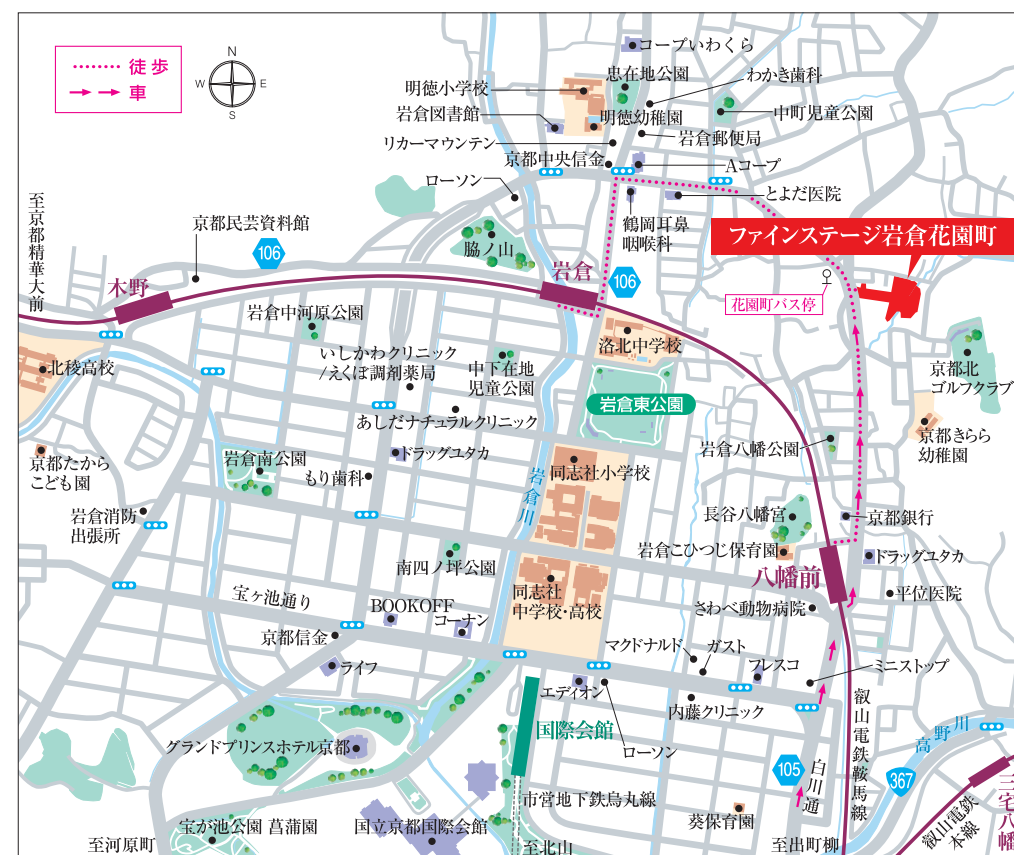 徒歩
車
N
W
E
S
コープいわくら
忠在地公園
わかき歯科
明徳小学校
岩倉図書館
明徳幼稚園
中町児童公園
岩倉郵便局
リカーマウンテン
京都中央信金
Aコープ
ローソン
とよだ医院
鶴岡耳鼻
咽喉科
至京都精華大前
京都民芸資料館
106
脇ノ山
ファインステージ岩倉花園町
木野
岩倉
106
花園町バス停
岩倉中河原公園
洛北中学校
いしかわクリニック
/えくぼ調剤薬局
中下在地
児童公園
北稜高校
京都北
ゴルフクラブ
岩倉東公園
あしだナチュラルクリニック
京都きらら
幼稚園
岩倉八幡公園
京都たから
こども園
岩倉南公園
ドラッグユタカ
もり歯科
同志社小学校
岩倉川
岩倉消防
出張所
長谷八幡宮
京都銀行
岩倉こひつじ保育園
ドラッグユタカ
南四ノ坪公園
八幡前
同志社
中学校・高校
平位医院
宝ヶ池通り
BOOKOFF
コーナン
さわべ動物病院
京都信金
マクドナルド
ガスト
フレスコ
ミニストップ
ライフ
エディオン
内藤クリニック
国際会館
ローソン
グランドプリンスホテル京都
叡山電鉄鞍馬線
高野川
105
白川通
367
市営地下鉄烏丸線
三宅八幡
葵保育園
叡山電鉄
本線
宝が池公園 菖蒲園
国立京都国際会館
至河原町
至北山
至出町柳